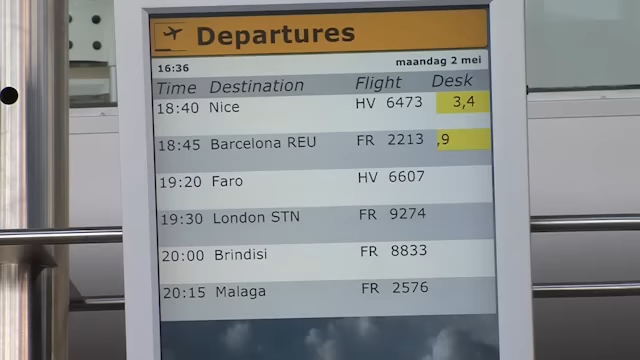 Departures
16:36 maandag 2 mei
Time Destination Flight Desk
18:40 Nice HV 6473 3,4
18:45 Barcelona REU FR 2213 ,9
19:20 Faro HV 6607
19:30 London STN FR 9274
20:00 Brindisi FR 8833
20:15 Malaga FR 2576